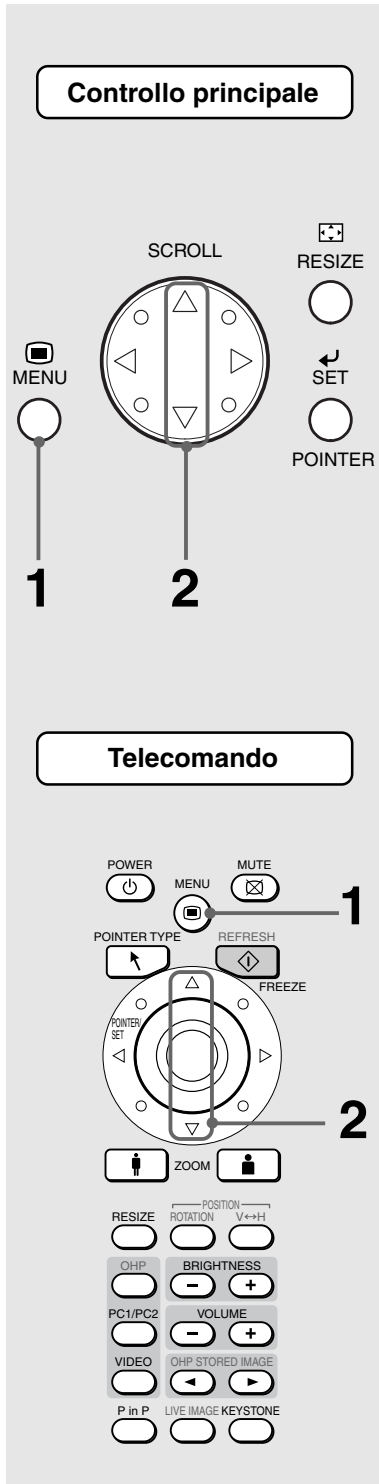 Controllo principale
SCROLL
RESIZE
MENU
SET
POINTER
1
2
Telecomando
POWER
MENU
MUTE
1
POINTER TYPE
REFRESH
FREEZE
POINTER/
SET
2
ZOOM
POSITION
RESIZE
ROTATION
V↔H
OHP
BRIGHTNESS
− +
PC1/PC2
VOLUME
− +
VIDEO
OHP STORED IMAGE
P in P
LIVE IMAGE
KEYSTONE